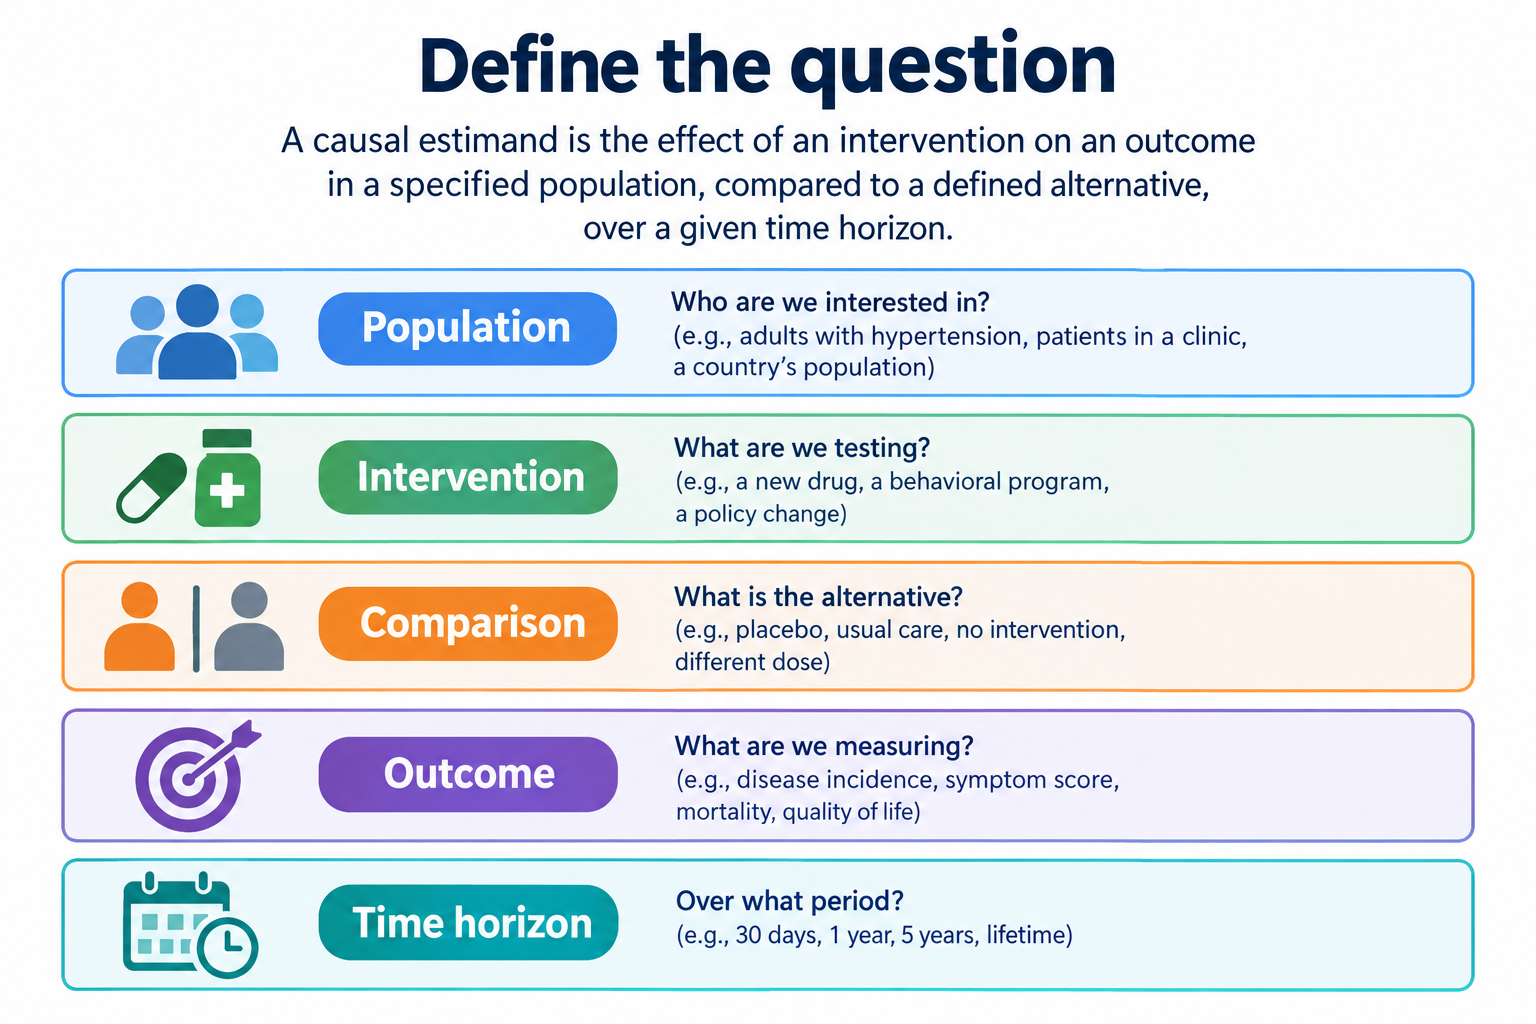 Define the question
A causal estimand is the effect of an intervention on an outcome
in a specified population, compared to a defined alternative,
over a given time horizon.
Population
Who are we interested in?
(e.g., adults with hypertension, patients in a clinic,
a country’s population)
Intervention
What are we testing?
(e.g., a new drug, a behavioral program,
a policy change)
Comparison
What is the alternative?
(e.g., placebo, usual care, no intervention,
different dose)
Outcome
What are we measuring?
(e.g., disease incidence, symptom score,
mortality, quality of life)
Time horizon
Over what period?
(e.g., 30 days, 1 year, 5 years, lifetime)